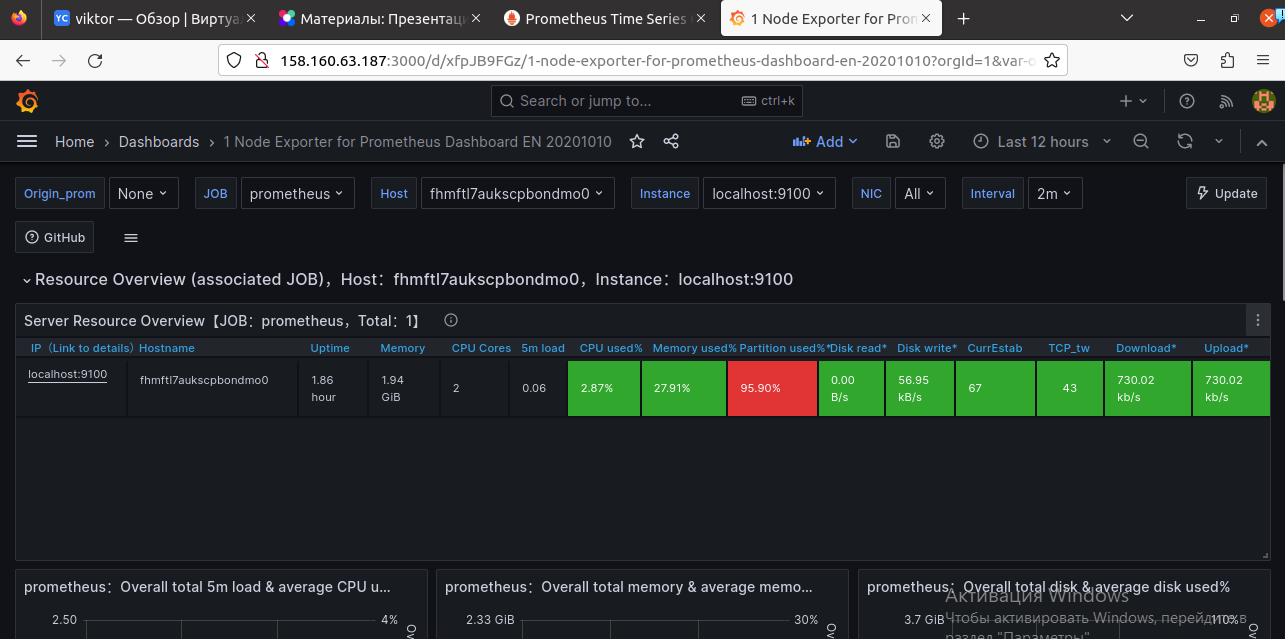 viktor — Обзор | Виртуа
Материалы: Презентаци
Prometheus Time Series
1 Node Exporter for Pron
158.160.63.187:3000/d/xfpJB9FGz/1-node-exporter-for-prometheus-dashboard-en-20201010?orgId=1&var-o
Search or jump to... ctrl+k
Home › Dashboards › 1 Node Exporter for Prometheus Dashboard EN 20201010 Add Last 12 hours
Origin_prom None JOB prometheus Host fhmftl7aukscpbondmo0 Instance localhost:9100 NIC All Interval 2m Update
GitHub
Resource Overview (associated JOB)，Host：fhmftl7aukscpbondmo0，Instance：localhost:9100
Server Resource Overview【JOB：prometheus，Total：1】
IP（Link to details） Hostname Uptime Memory CPU Cores 5m load CPU used% Memory used% Partition used%* Disk read* Disk write* CurrEstab TCP_tw Download* Upload*
localhost:9100 fhmftl7aukscpbondmo0 1.86 hour 1.94 GiB 2 0.06 2.87% 27.91% 95.90% 0.00 B/s 56.95 kB/s 67 43 730.02 kb/s 730.02 kb/s
prometheus：Overall total 5m load & average CPU u...
prometheus：Overall total memory & average memo...
prometheus：Overall total disk & average disk used%
2.50 4% 2.33 GiB 30% 3.7 GiB 110%
Активация Windows
Чтобы активировать Windows, перейдите в
раздел "Параметры".